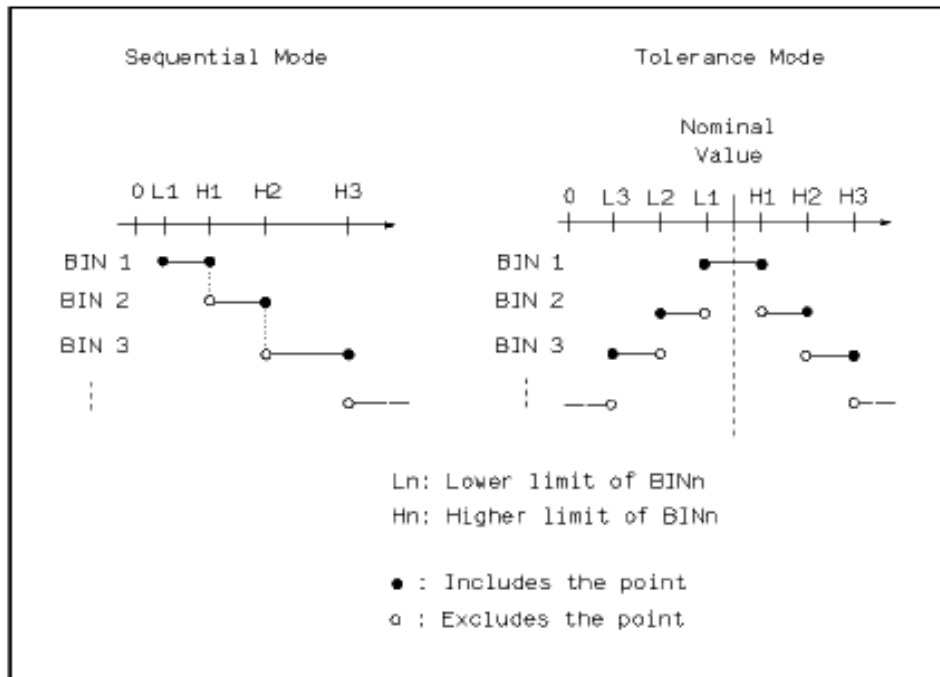 Sequential Mode
Tolerance Mode
Nominal
Value
0 L1 H1 H2 H3
0 L3 L2 L1 H1 H2 H3
BIN 1
BIN 2
BIN 3
BIN 1
BIN 2
BIN 3
Ln: Lower limit of BINn
Hn: Higher limit of BINn
: Includes the point
: Excludes the point